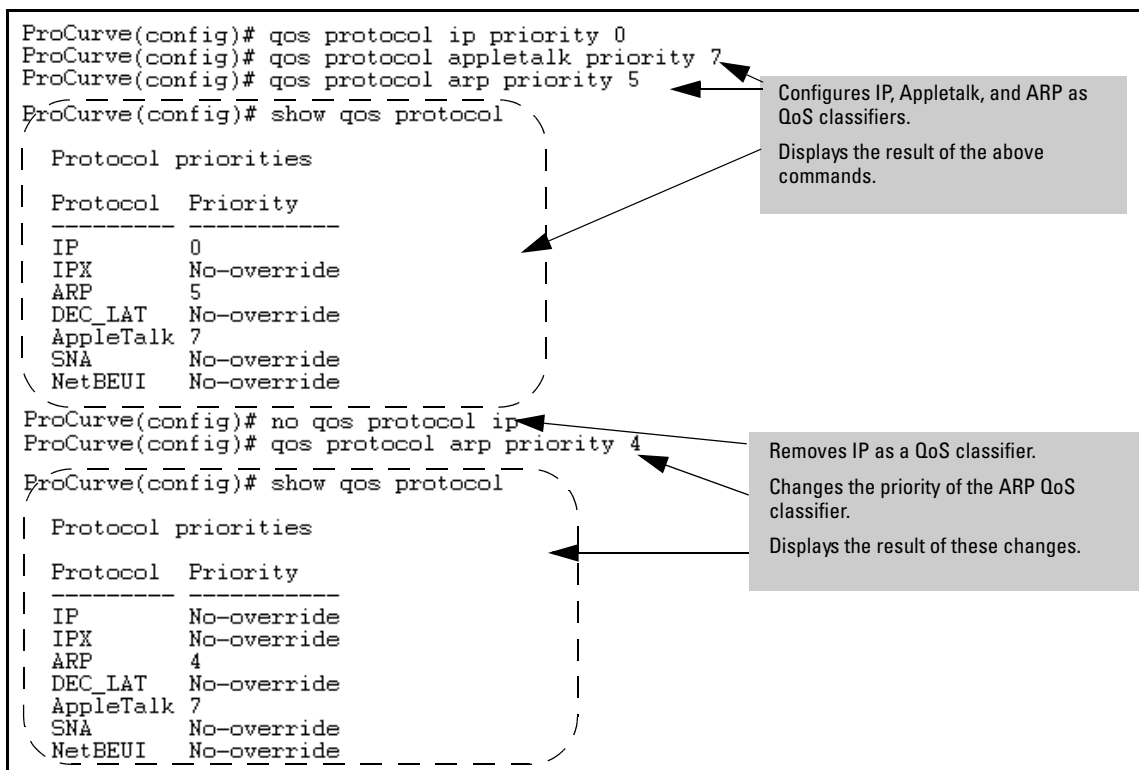 ProCurve(config)# qos protocol ip priority 0
ProCurve(config)# qos protocol appletalk priority 7
ProCurve(config)# qos protocol arp priority 5
Configures IP, Appletalk, and ARP as
QoS classifiers.
Displays the result of the above
commands.
ProCurve(config)# show qos protocol
Protocol priorities
Protocol Priority
--------- -----------
IP 0
IPX No-override
ARP 5
DEC_LAT No-override
AppleTalk 7
SNA No-override
NetBEUI No-override
ProCurve(config)# no qos protocol ip
ProCurve(config)# qos protocol arp priority 4
Removes IP as a QoS classifier.
Changes the priority of the ARP QoS
classifier.
Displays the result of these changes.
ProCurve(config)# show qos protocol
Protocol priorities
Protocol Priority
--------- -----------
IP No-override
IPX No-override
ARP 4
DEC_LAT No-override
AppleTalk 7
SNA No-override
NetBEUI No-override